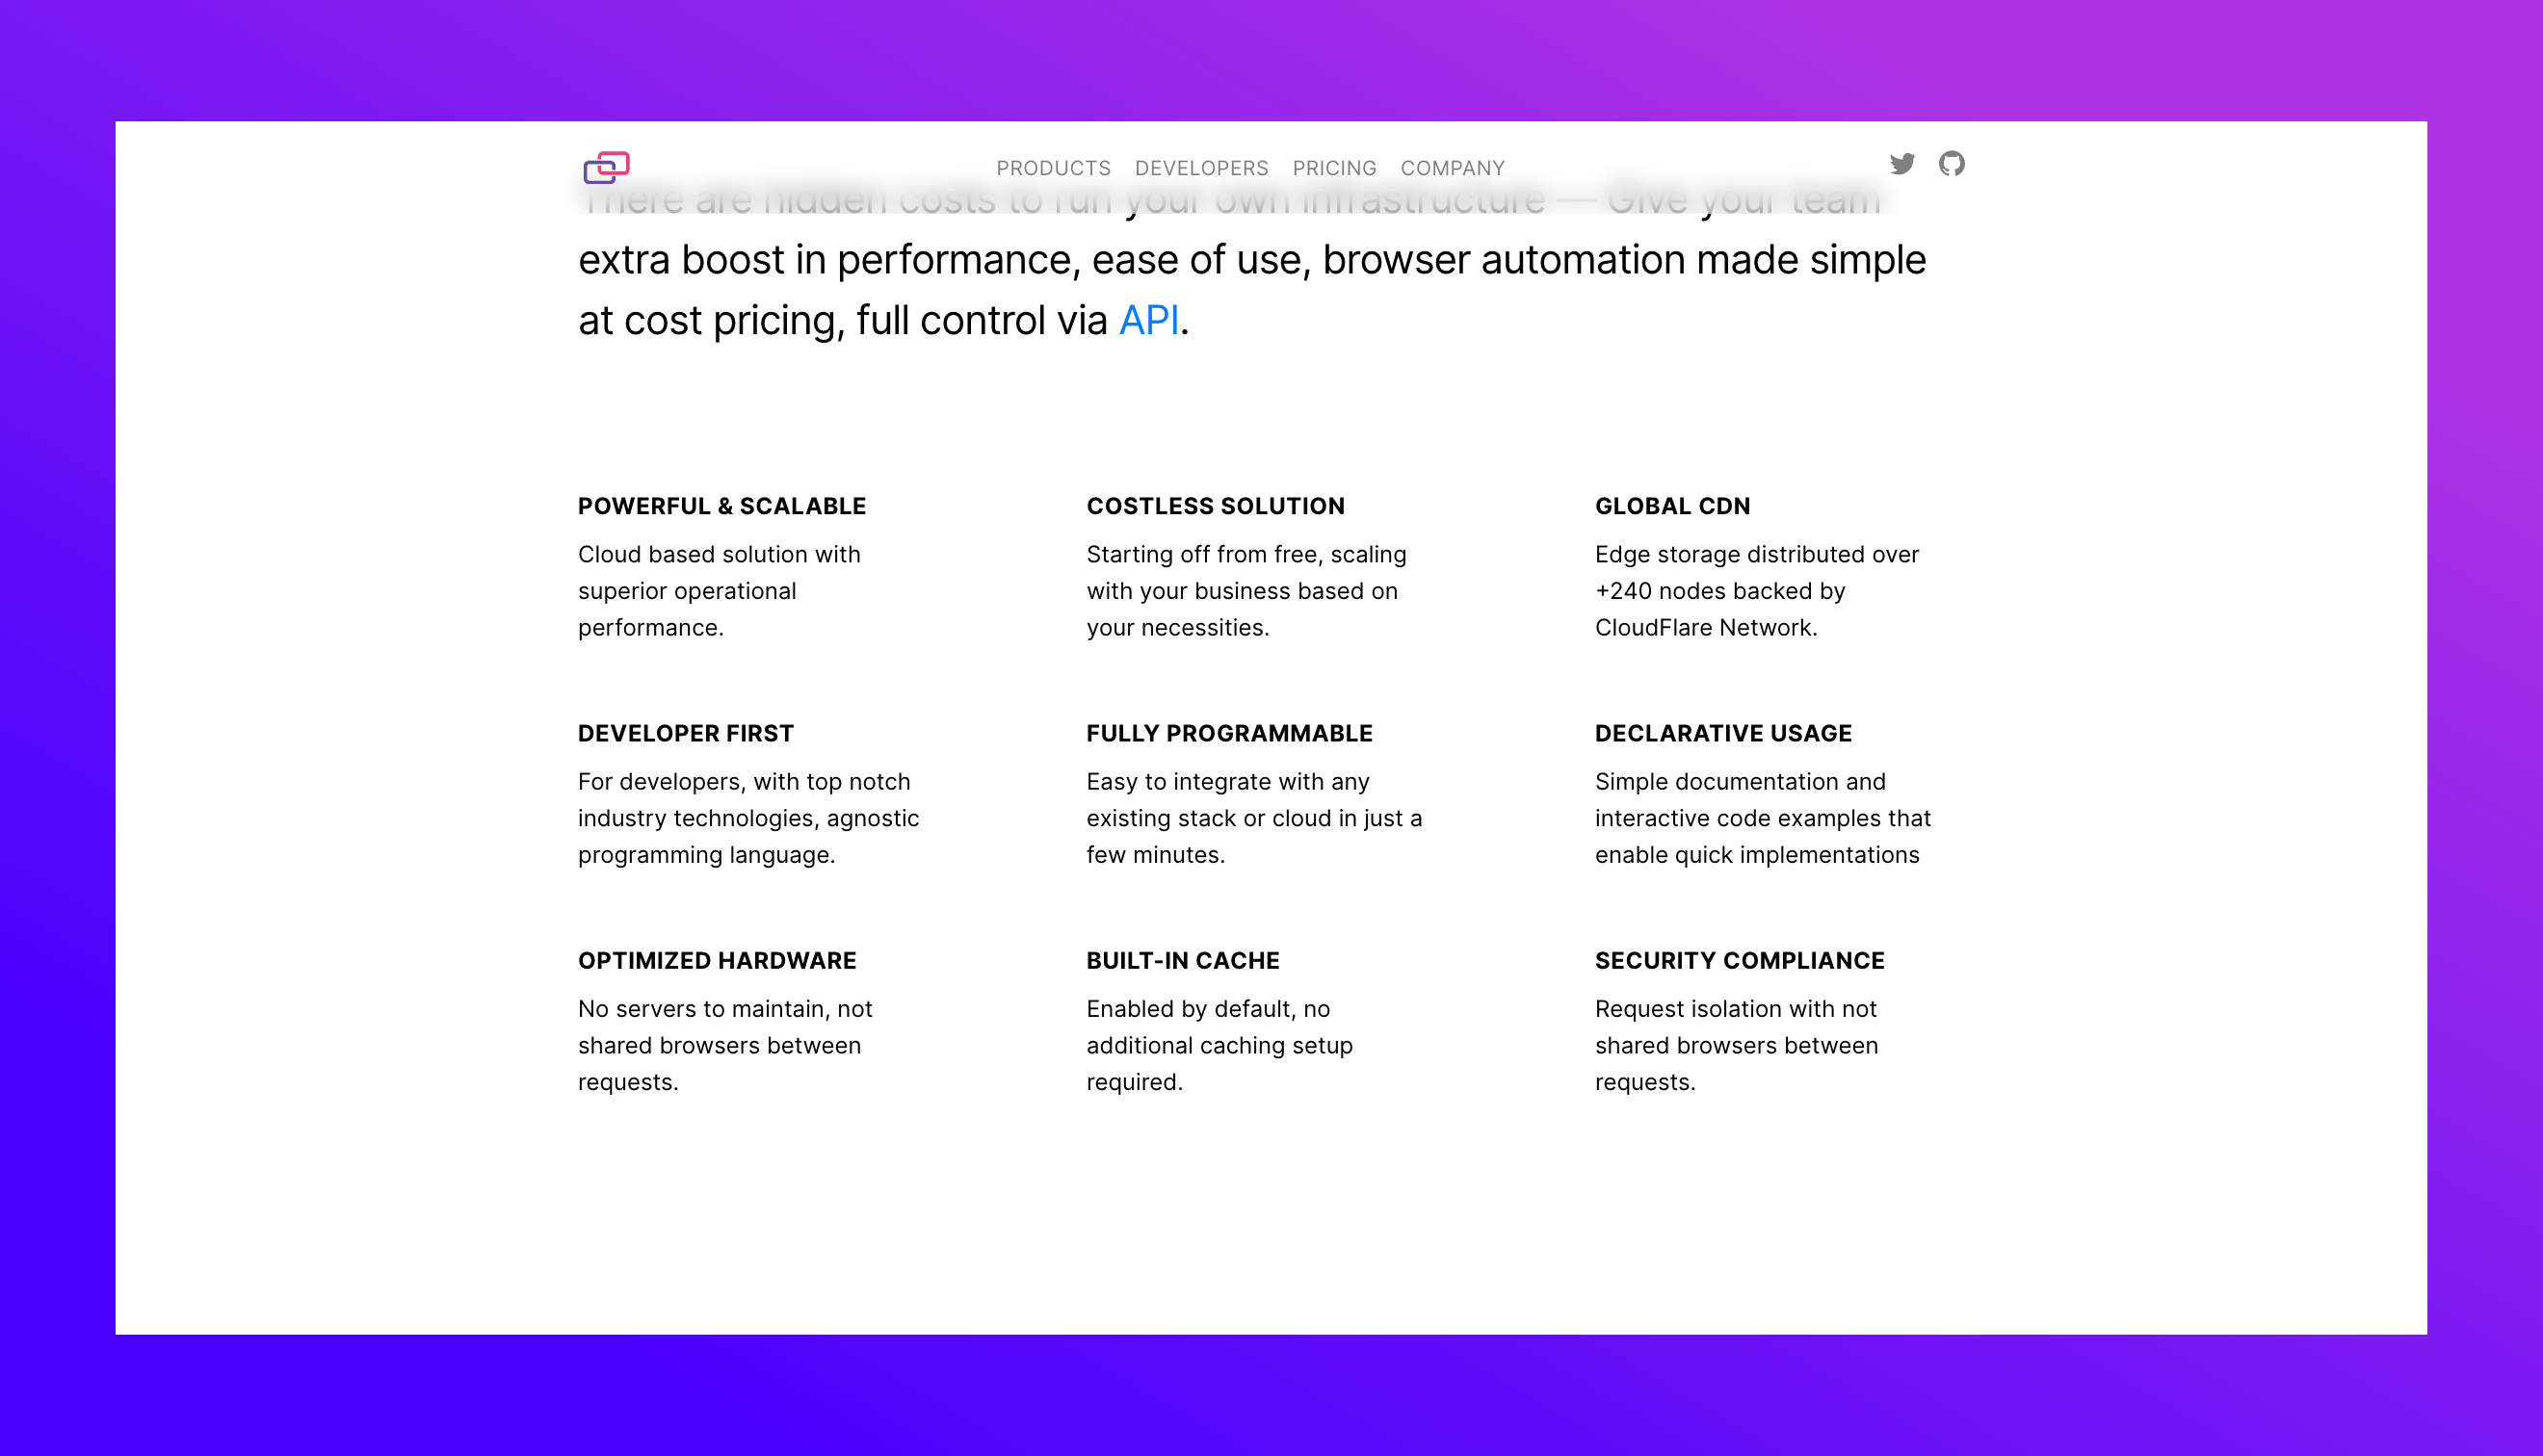 PRODUCTS DEVELOPERS PRICING COMPANY
There are hidden costs to run your own infrastructure — Give your team
extra boost in performance, ease of use, browser automation made simple
at cost pricing, full control via API.
POWERFUL & SCALABLE
Cloud based solution with
superior operational
performance.
COSTLESS SOLUTION
Starting off from free, scaling
with your business based on
your necessities.
GLOBAL CDN
Edge storage distributed over
+240 nodes backed by
CloudFlare Network.
DEVELOPER FIRST
For developers, with top notch
industry technologies, agnostic
programming language.
FULLY PROGRAMMABLE
Easy to integrate with any
existing stack or cloud in just a
few minutes.
DECLARATIVE USAGE
Simple documentation and
interactive code examples that
enable quick implementations
OPTIMIZED HARDWARE
No servers to maintain, not
shared browsers between
requests.
BUILT-IN CACHE
Enabled by default, no
additional caching setup
required.
SECURITY COMPLIANCE
Request isolation with not
shared browsers between
requests.